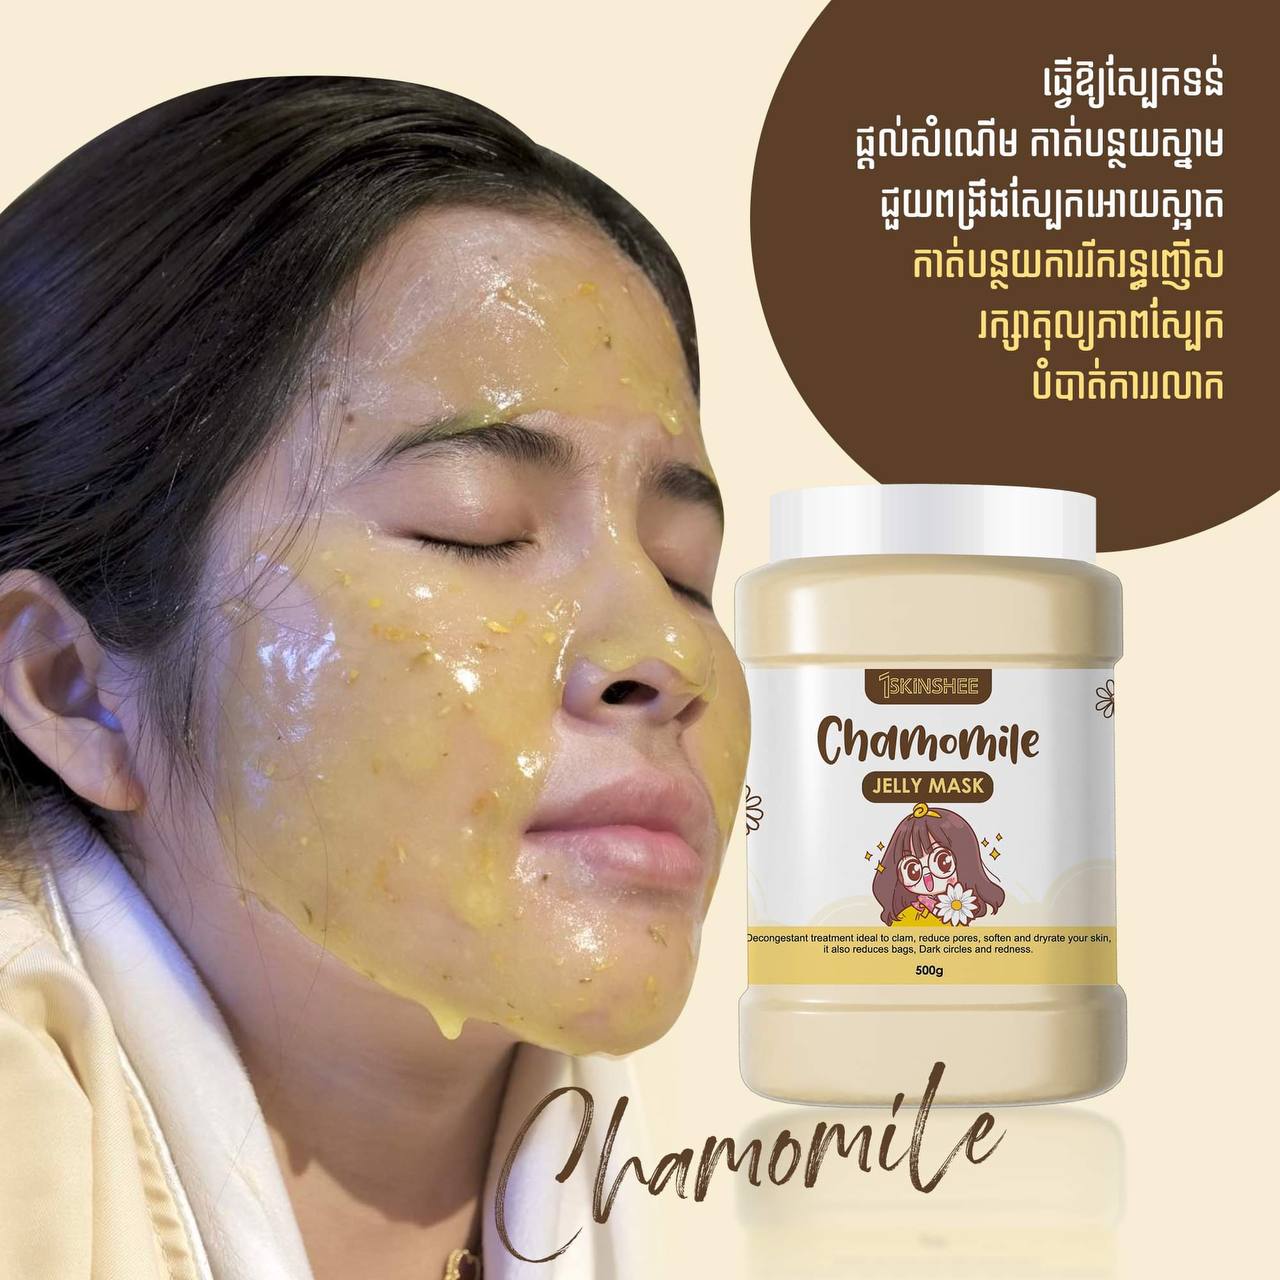 ធ្វើឱ្យស្បែកទន់
ផ្តល់សំណើម កាត់បន្ថយស្នាម
ជួយពង្រឹងស្បែកអោយស្អាត
កាត់បន្ថយការរីករន្ធញើស
រក្សាតុល្យភាពស្បែក
បំបាត់ការរលាក
1SKINSHEE
Chamomile
JELLY MASK
Decongestant treatment ideal to clam, reduce pores, soften and dryrate your skin,
it also reduces bags, Dark circles and redness.
500g
Chamomile